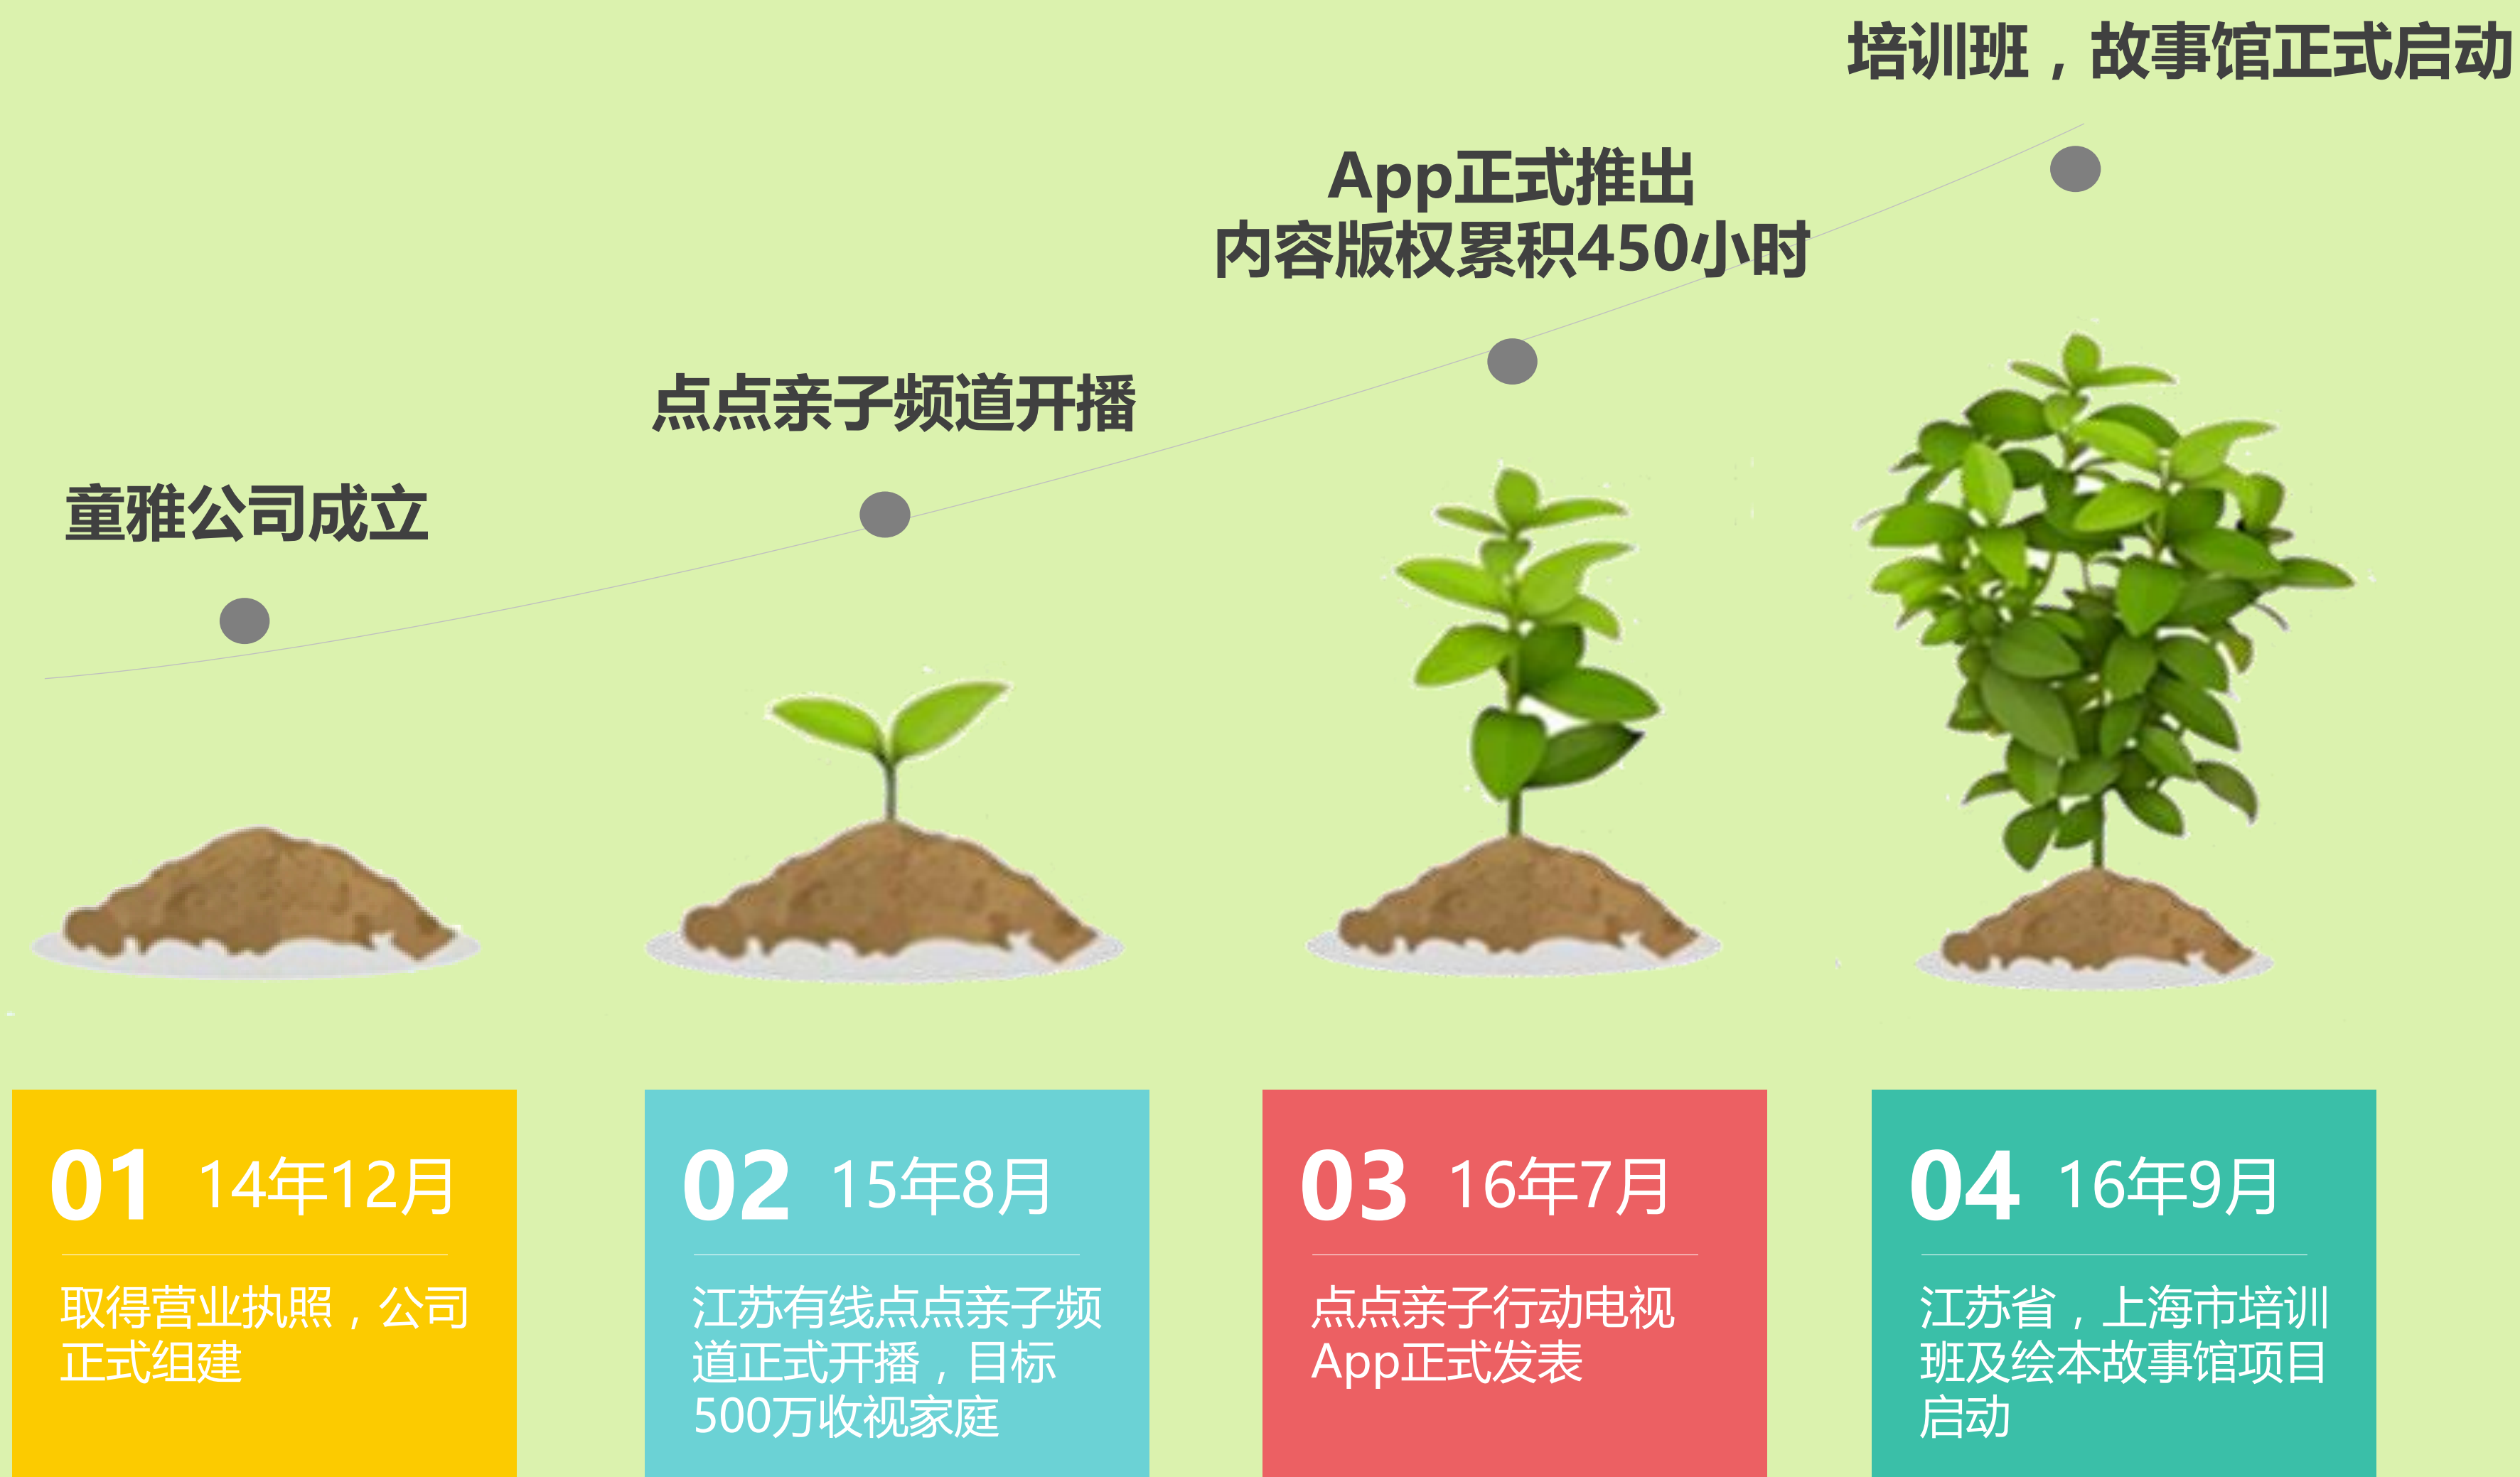 培训班，故事馆正式启动
App正式推出
内容版权累积450小时
点点亲子频道开播
童雅公司成立
01 14年12月
取得营业执照，公司
正式组建
02 15年8月
江苏有线点点亲子频
道正式开播，目标
500万收视家庭
03 16年7月
点点亲子行动电视
App正式发表
04 16年9月
江苏省，上海市培训
班及绘本故事馆项目
启动